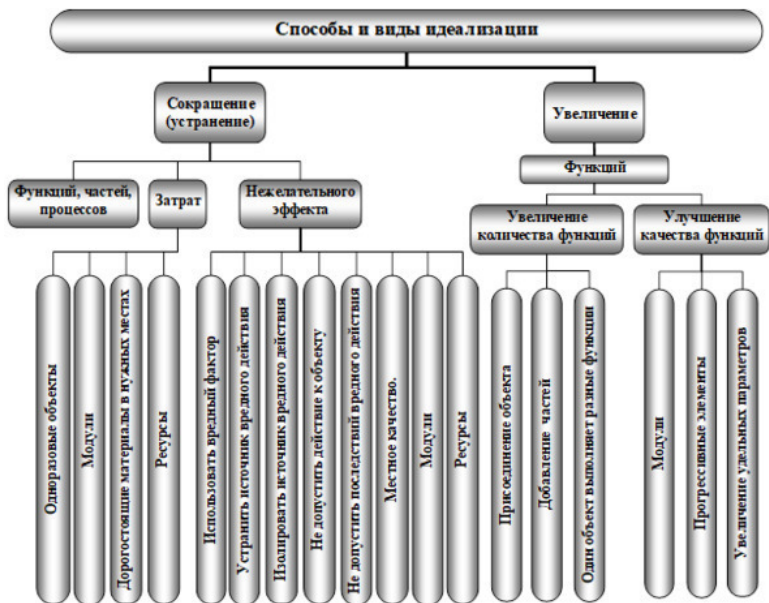 Способы и виды идеализации
Сокращение
(устранение)
Увеличение
Функций, частей,
процессов
Затрат
Нежелательного
эффекта
Функций
Увеличение
количества функций
Улучшение
качества функций
Одноразовые объекты
Модули
Дорогостоящие материалы в нужных местах
Ресурсы
Использовать вредный фактор
Устранить источник вредного действия
Изолировать источник вредного действия
Не допустить действие к объекту
Не допустить последствий вредного действия
Местное качество.
Модули
Ресурсы
Присоединение объекта
Добавление частей
Один объект выполняет разные функции
Модули
Прогрессивные элементы
Увеличение удельных параметров